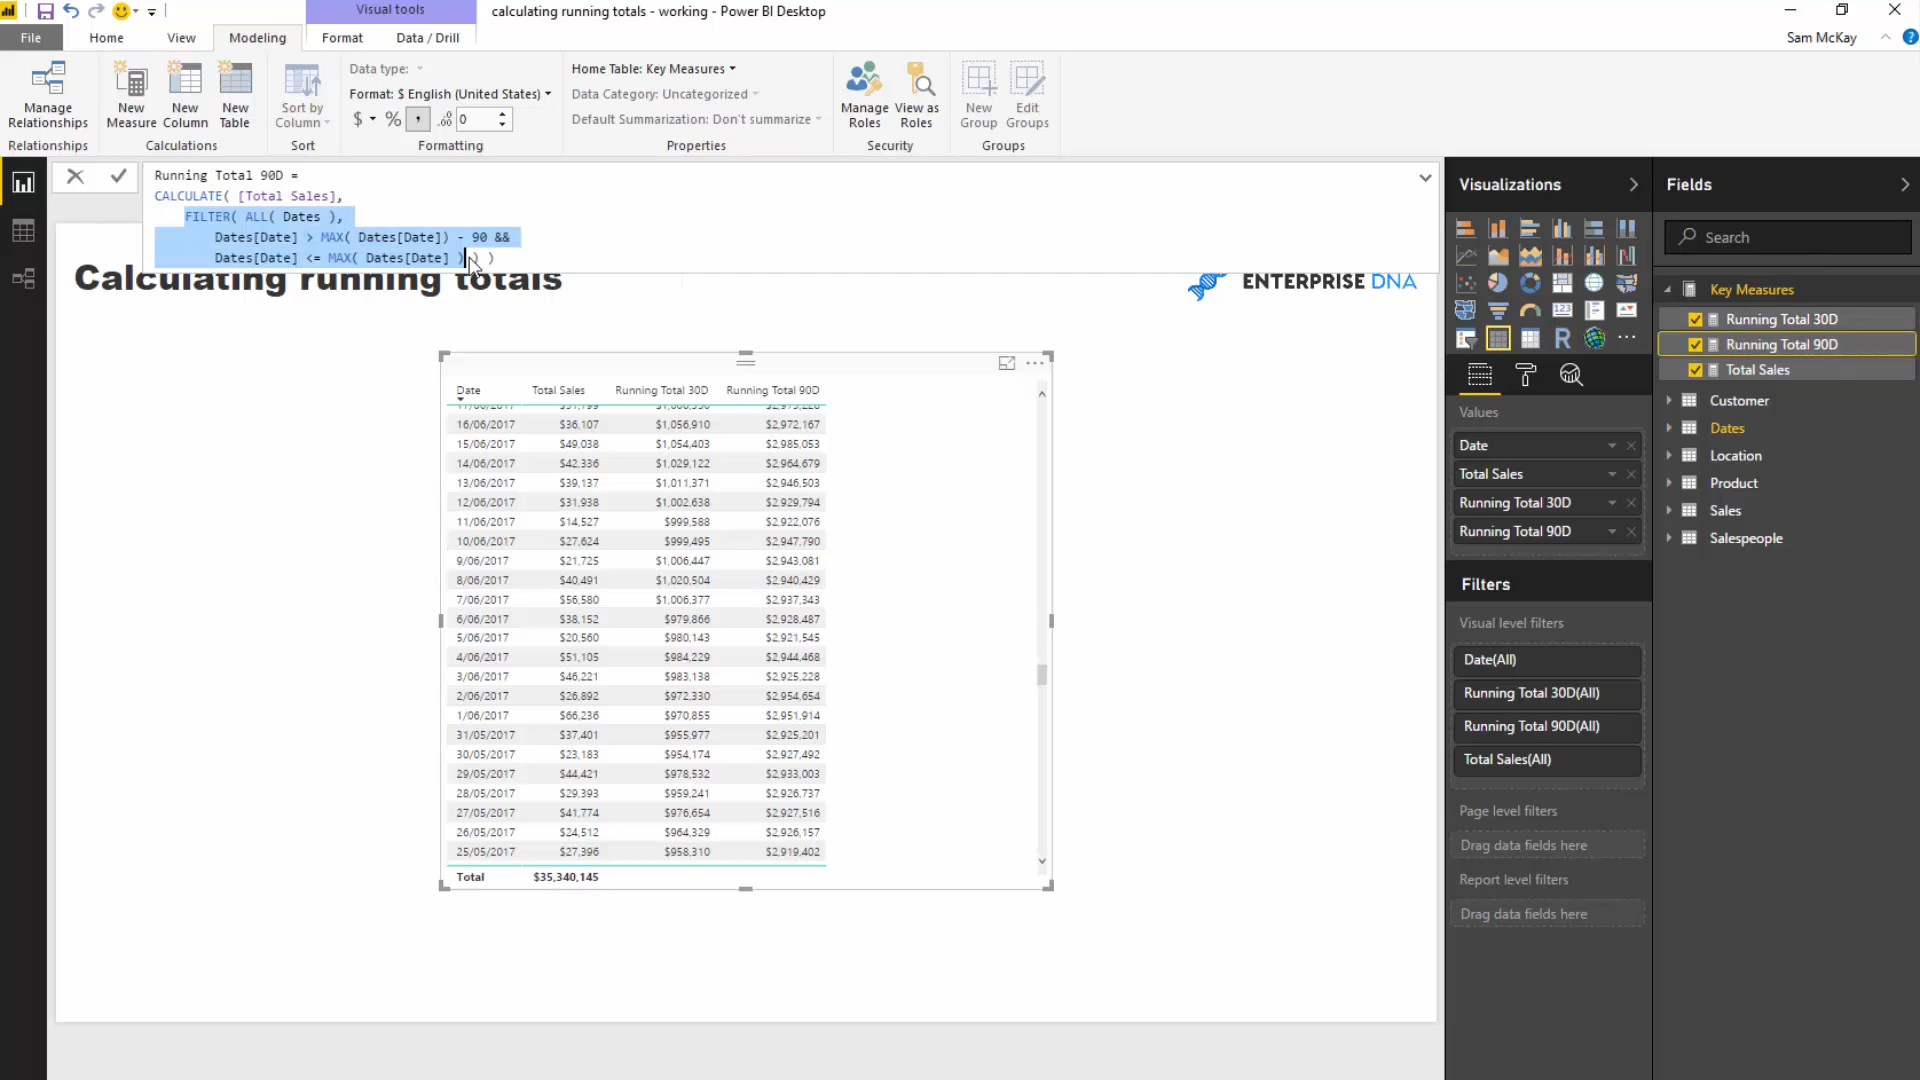 Visual tools
calculating running totals - working - Power BI Desktop
File
Home
View
Modeling
Format
Data / Drill
Sam McKay
Manage Relationships
New Measure
New Column
New Table
Sort by Column
Data type:
Format: $ English (United States)
$ % , .00 0
Home Table: Key Measures
Data Category: Uncategorized
Default Summarization: Don't summarize
Manage Roles
View as Roles
New Group
Edit Groups
Relationships
Calculations
Sort
Formatting
Properties
Security
Groups
Running Total 90D =
CALCULATE( [Total Sales],
FILTER( ALL( Dates ),
Dates[Date] > MAX( Dates[Date]) - 90 &&
Dates[Date] <= MAX( Dates[Date] ) ) )
Calculating running totals
ENTERPRISE DNA
Date Total Sales Running Total 30D Running Total 90D
16/06/2017 $36,107 $1,056,910 $2,972,167
15/06/2017 $49,038 $1,054,403 $2,985,053
14/06/2017 $42,336 $1,029,122 $2,964,679
13/06/2017 $39,137 $1,011,371 $2,946,503
12/06/2017 $31,938 $1,002,638 $2,929,794
11/06/2017 $14,527 $999,588 $2,922,076
10/06/2017 $27,624 $999,495 $2,947,790
9/06/2017 $21,725 $1,006,447 $2,943,081
8/06/2017 $40,491 $1,020,504 $2,940,429
7/06/2017 $56,580 $1,006,377 $2,937,343
6/06/2017 $38,152 $979,866 $2,928,487
5/06/2017 $20,560 $980,143 $2,921,545
4/06/2017 $51,105 $984,229 $2,944,468
3/06/2017 $46,221 $983,138 $2,925,228
2/06/2017 $26,892 $972,330 $2,954,654
1/06/2017 $66,236 $970,855 $2,951,914
31/05/2017 $37,401 $955,977 $2,925,201
30/05/2017 $23,183 $954,174 $2,927,492
29/05/2017 $44,421 $978,532 $2,933,003
28/05/2017 $29,393 $959,241 $2,926,737
27/05/2017 $41,774 $976,654 $2,927,516
26/05/2017 $24,512 $964,329 $2,926,157
25/05/2017 $27,396 $958,310 $2,919,402
Total $35,340,145
Visualizations
Values
Date
Total Sales
Running Total 30D
Running Total 90D
Filters
Visual level filters
Date(All)
Running Total 30D(All)
Running Total 90D(All)
Total Sales(All)
Page level filters
Drag data fields here
Report level filters
Drag data fields here
Fields
Search
Key Measures
Running Total 30D
Running Total 90D
Total Sales
Customer
Dates
Location
Product
Sales
Salespeople